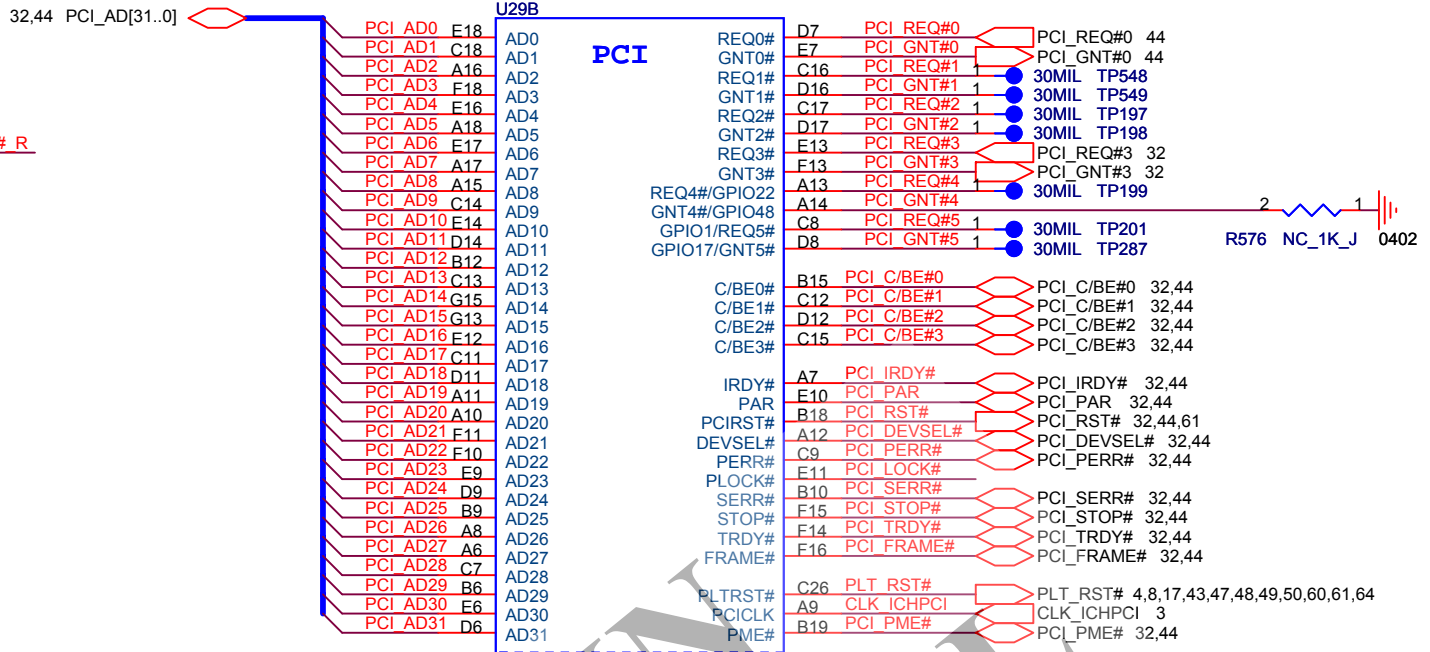 32,44 PCI_AD[31..0]
U29B
PCI
#_R
PCI_AD0 E18 AD0
PCI_AD1 C18 AD1
PCI_AD2 A16 AD2
PCI_AD3 F18 AD3
PCI_AD4 E16 AD4
PCI_AD5 A18 AD5
PCI_AD6 E17 AD6
PCI_AD7 A17 AD7
PCI_AD8 A15 AD8
PCI_AD9 C14 AD9
PCI_AD10 E14 AD10
PCI_AD11 D14 AD11
PCI_AD12 B12 AD12
PCI_AD13 C13 AD13
PCI_AD14 G15 AD14
PCI_AD15 G13 AD15
PCI_AD16 E12 AD16
PCI_AD17 C11 AD17
PCI_AD18 D11 AD18
PCI_AD19 A11 AD19
PCI_AD20 A10 AD20
PCI_AD21 F11 AD21
PCI_AD22 F10 AD22
PCI_AD23 E9 AD23
PCI_AD24 D9 AD24
PCI_AD25 B9 AD25
PCI_AD26 A8 AD26
PCI_AD27 A6 AD27
PCI_AD28 C7 AD28
PCI_AD29 B6 AD29
PCI_AD30 E6 AD30
PCI_AD31 D6 AD31
REQ0# D7 PCI_REQ#0 PCI_REQ#0 44
GNT0# E7 PCI_GNT#0 PCI_GNT#0 44
REQ1# C16 PCI_REQ#1 1 30MIL TP548
GNT1# D16 PCI_GNT#1 1 30MIL TP549
REQ2# C17 PCI_REQ#2 1 30MIL TP197
GNT2# D17 PCI_GNT#2 1 30MIL TP198
REQ3# E13 PCI_REQ#3 PCI_REQ#3 32
GNT3# F13 PCI_GNT#3 PCI_GNT#3 32
REQ4#/GPIO22 A13 PCI_REQ#4 1 30MIL TP199
GNT4#/GPIO48 A14 PCI_GNT#4 2 1
R576 NC_1K_J 0402
GPIO1/REQ5# C8 PCI_REQ#5 1 30MIL TP201
GPIO17/GNT5# D8 PCI_GNT#5 1 30MIL TP287
C/BE0# B15 PCI_C/BE#0 PCI_C/BE#0 32,44
C/BE1# C12 PCI_C/BE#1 PCI_C/BE#1 32,44
C/BE2# D12 PCI_C/BE#2 PCI_C/BE#2 32,44
C/BE3# C15 PCI_C/BE#3 PCI_C/BE#3 32,44
IRDY# A7 PCI_IRDY# PCI_IRDY# 32,44
PAR E10 PCI_PAR PCI_PAR 32,44
PCIRST# B18 PCI_RST# PCI_RST# 32,44,61
DEVSEL# A12 PCI_DEVSEL# PCI_DEVSEL# 32,44
PERR# C9 PCI_PERR# PCI_PERR# 32,44
PLOCK# E11 PCI_LOCK#
SERR# B10 PCI_SERR# PCI_SERR# 32,44
STOP# F15 PCI_STOP# PCI_STOP# 32,44
TRDY# F14 PCI_TRDY# PCI_TRDY# 32,44
FRAME# F16 PCI_FRAME# PCI_FRAME# 32,44
PLTRST# C26 PLT_RST# PLT_RST# 4,8,17,43,47,48,49,50,60,61,64
PCICLK A9 CLK_ICHPCI CLK_ICHPCI 3
PME# B19 PCI_PME# PCI_PME# 32,44